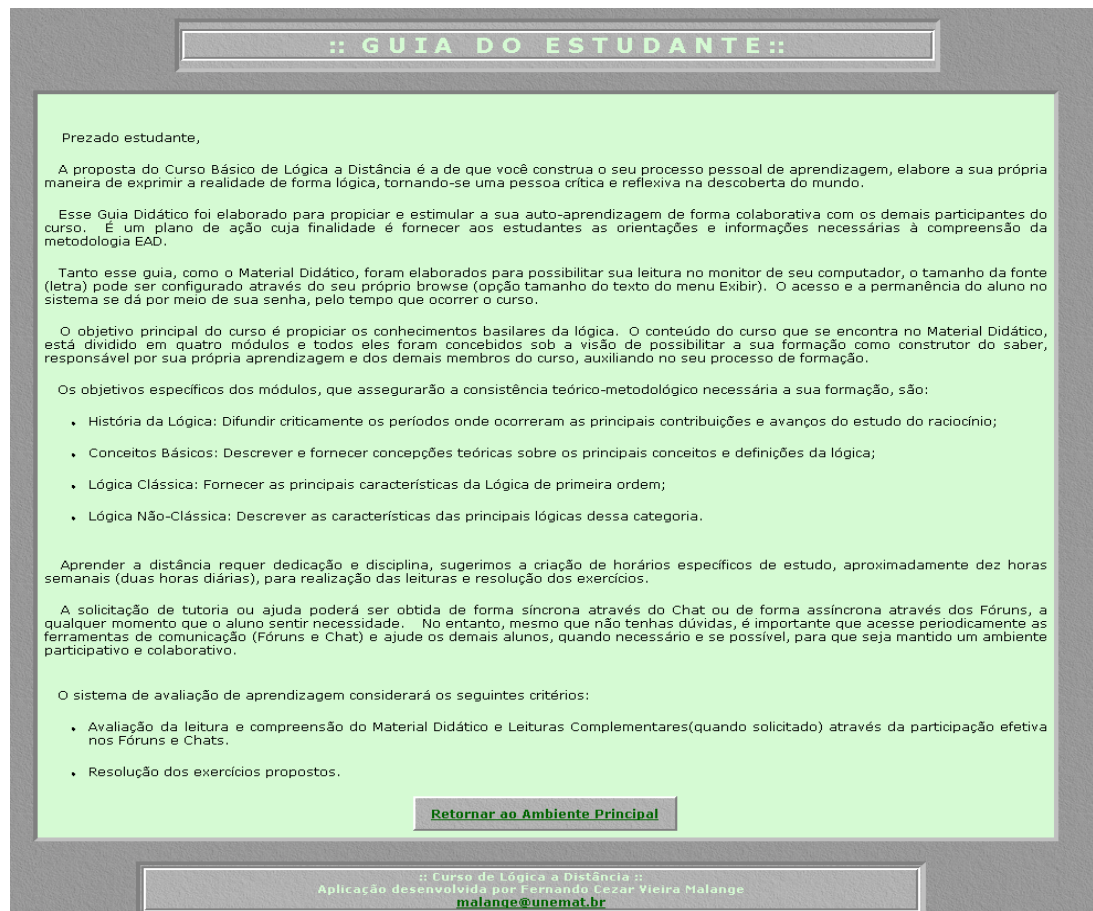 :: GUIA DO ESTUDANTE::
Prezado estudante,
A proposta do Curso Básico de Lógica a Distância é a de que você construa o seu processo pessoal de aprendizagem, elabore a sua própria
maneira de exprimir a realidade de forma lógica, tornando-se uma pessoa crítica e reflexiva na descoberta do mundo.
Esse Guia Didático foi elaborado para propiciar e estimular a sua auto-aprendizagem de forma colaborativa com os demais participantes do
curso. É um plano de ação cuja finalidade é fornecer aos estudantes as orientações e informações necessárias à compreensão da
metodologia EAD.
Tanto esse guia, como o Material Didático, foram elaborados para possibilitar sua leitura no monitor de seu computador, o tamanho da fonte
(letra) pode ser configurado através do seu próprio browse (opção tamanho do texto do menu Exibir). O acesso e a permanência do aluno no
sistema se dá por meio de sua senha, pelo tempo que ocorrer o curso.
O objetivo principal do curso é propiciar os conhecimentos basilares da lógica. O conteúdo do curso que se encontra no Material Didático,
está dividido em quatro módulos e todos eles foram concebidos sob a visão de possibilitar a sua formação como construtor do saber,
responsável por sua própria aprendizagem e dos demais membros do curso, auxiliando no seu processo de formação.
Os objetivos específicos dos módulos, que assegurarão a consistência teórico-metodológico necessária a sua formação, são:
• História da Lógica: Difundir criticamente os períodos onde ocorreram as principais contribuições e avanços do estudo do raciocínio;
• Conceitos Básicos: Descrever e fornecer concepções teóricas sobre os principais conceitos e definições da lógica;
• Lógica Clássica: Fornecer as principais características da Lógica de primeira ordem;
• Lógica Não-Clássica: Descrever as características das principais lógicas dessa categoria.
Aprender a distância requer dedicação e disciplina, sugerimos a criação de horários específicos de estudo, aproximadamente dez horas
semanais (duas horas diárias), para realização das leituras e resolução dos exercícios.
A solicitação de tutoria ou ajuda poderá ser obtida de forma síncrona através do Chat ou de forma assíncrona através dos Fóruns, a
qualquer momento que o aluno sentir necessidade. No entanto, mesmo que não tenhas dúvidas, é importante que acesse periodicamente as
ferramentas de comunicação (Fóruns e Chat) e ajude os demais alunos, quando necessário e se possível, para que seja mantido um ambiente
participativo e colaborativo.
O sistema de avaliação de aprendizagem considerará os seguintes critérios:
• Avaliação da leitura e compreensão do Material Didático e Leituras Complementares(quando solicitado) através da participação efetiva
nos Fóruns e Chats.
• Resolução dos exercícios propostos.
Retornar ao Ambiente Principal
:: Curso de Lógica a Distância ::
Aplicação desenvolvida por Fernando Cezar Vieira Malange
malange@unemat.br